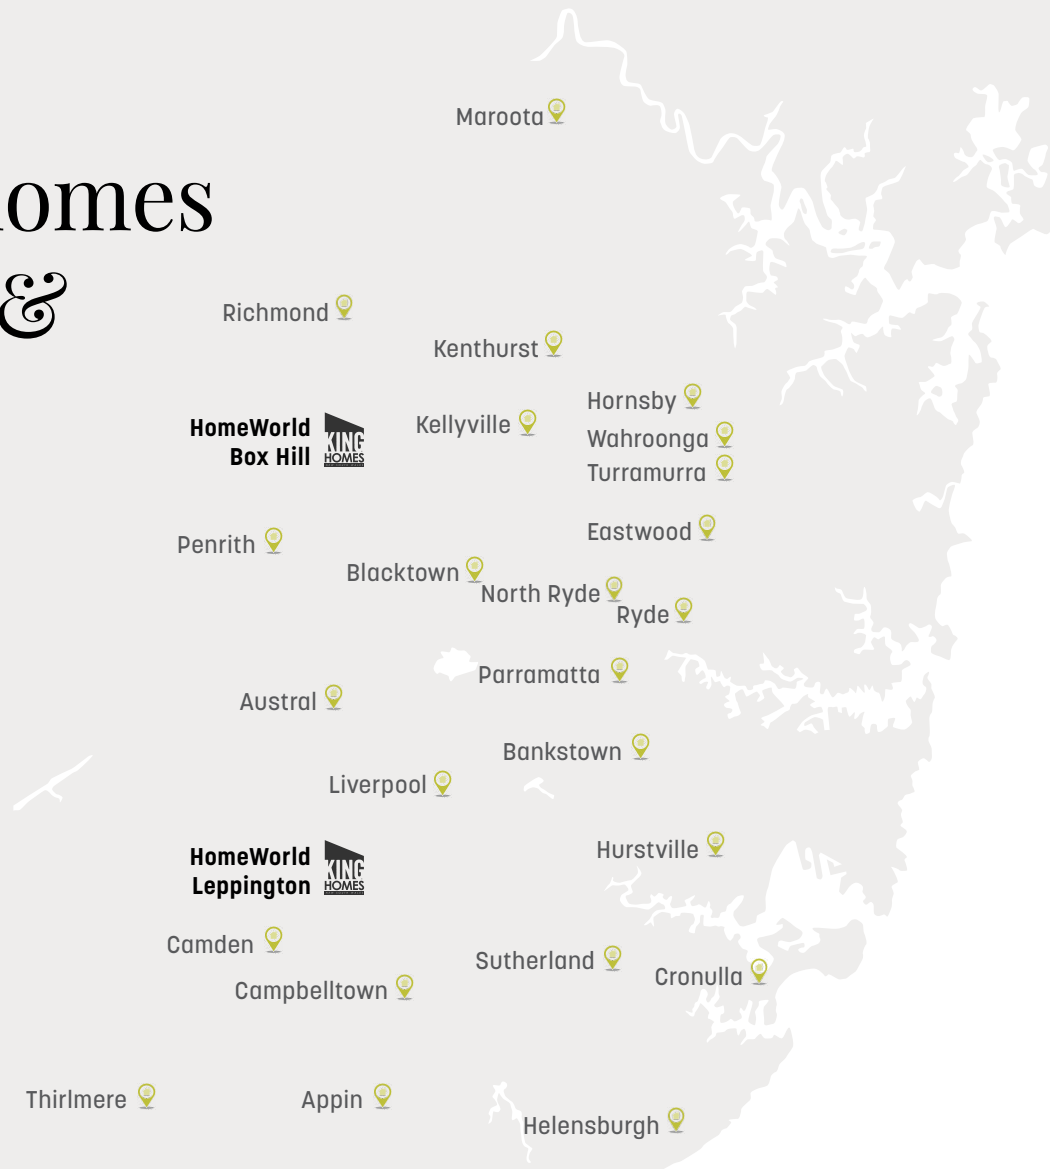 Maroota
omes
&
Richmond
Kenthurst
Hornsby
HomeWorld
Box Hill
KING
HOMES
Kellyville
Wahroonga
Turramurra
Eastwood
Penrith
Blacktown
North Ryde
Ryde
Parramatta
Austral
Bankstown
Liverpool
Hurstville
HomeWorld
Leppington
KING
HOMES
Camden
Sutherland
Cronulla
Campbelltown
Thirlmere
Appin
Helensburgh